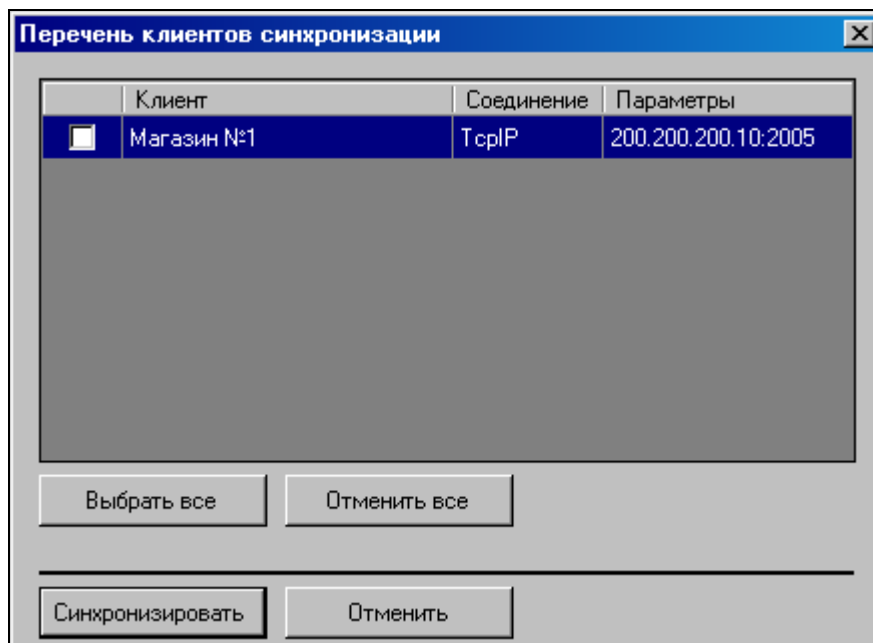 Перечень клиентов синхронизации
Клиент Соединение Параметры
Магазин №1 TcpIP 200.200.200.10:2005
Выбрать все Отменить все
Синхронизировать Отменить